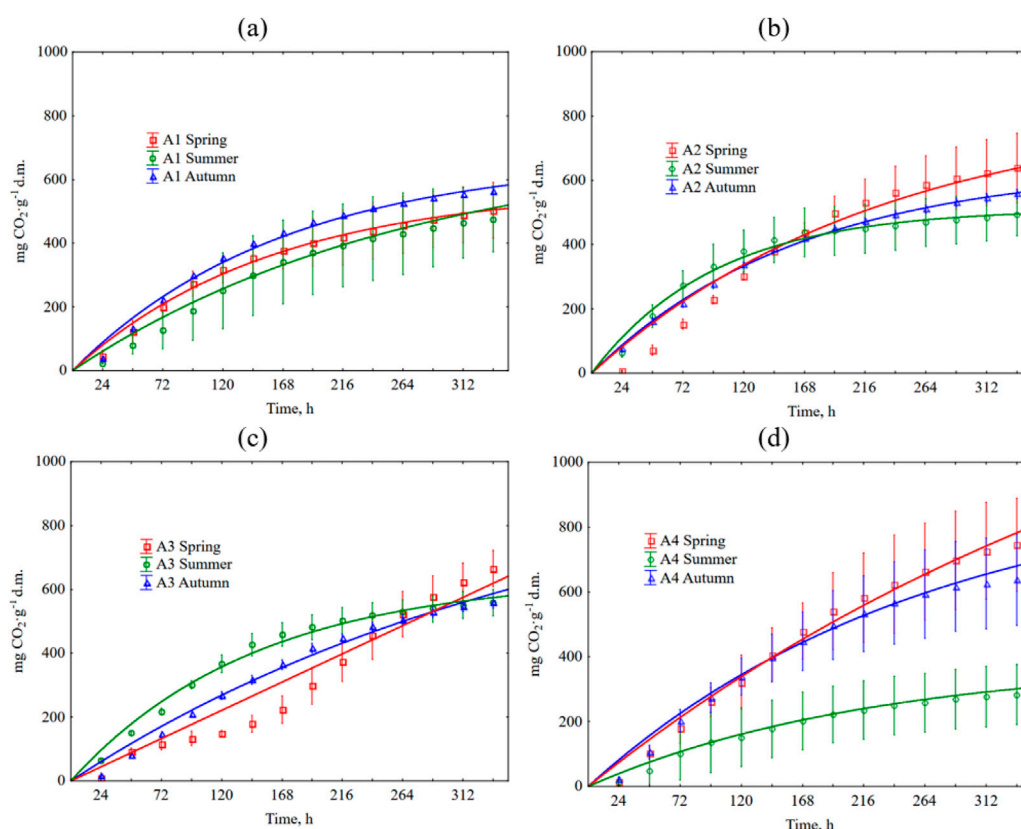 (a)
1000
800
600
400
200
0
mg CO₂·g⁻¹ d.m.
A1 Spring
A1 Summer
A1 Autumn
24 72 120 168 216 264 312
Time, h
(b)
1000
800
600
400
200
0
mg CO₂·g⁻¹ d.m.
A2 Spring
A2 Summer
A2 Autumn
24 72 120 168 216 264 312
Time, h
(c)
1000
800
600
400
200
0
mg CO₂·g⁻¹ d.m.
A3 Spring
A3 Summer
A3 Autumn
24 72 120 168 216 264 312
Time, h
(d)
1000
800
600
400
200
0
mg CO₂·g⁻¹ d.m.
A4 Spring
A4 Summer
A4 Autumn
24 72 120 168 216 264 312
Time, h